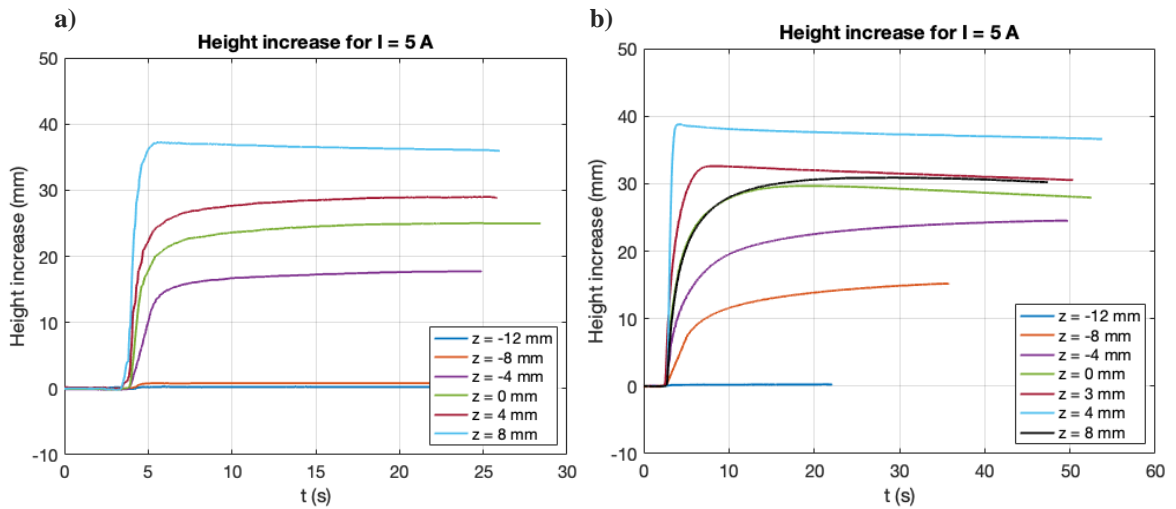 a)
Height increase for I = 5 A
Height increase (mm)
50
40
30
20
10
0
-10
0
5
10
15
20
25
30
t (s)
z = -12 mm
z = -8 mm
z = -4 mm
z = 0 mm
z = 4 mm
z = 8 mm
b)
Height increase for I = 5 A
Height increase (mm)
50
40
30
20
10
0
-10
0
10
20
30
40
50
60
t (s)
z = -12 mm
z = -8 mm
z = -4 mm
z = 0 mm
z = 3 mm
z = 4 mm
z = 8 mm